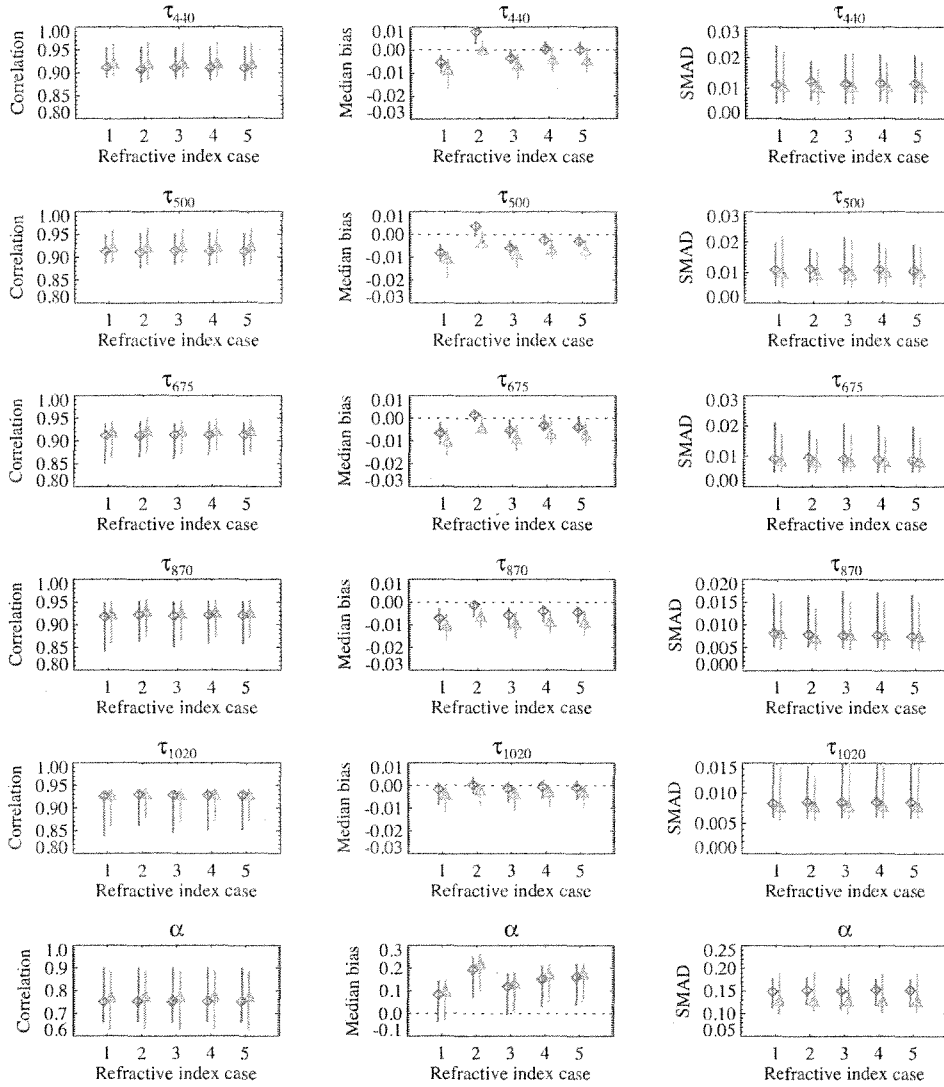 τ440
Correlation
1.00
0.95
0.90
0.85
0.80
1 2 3 4 5
Refractive index case
τ440
Median bias
0.01
0.00
-0.01
-0.02
-0.03
1 2 3 4 5
Refractive index case
τ440
SMAD
0.03
0.02
0.01
0.00
1 2 3 4 5
Refractive index case
τ500
Correlation
1.00
0.95
0.90
0.85
0.80
1 2 3 4 5
Refractive index case
τ500
Median bias
0.01
0.00
-0.01
-0.02
-0.03
1 2 3 4 5
Refractive index case
τ500
SMAD
0.03
0.02
0.01
0.00
1 2 3 4 5
Refractive index case
τ675
Correlation
1.00
0.95
0.90
0.85
0.80
1 2 3 4 5
Refractive index case
τ675
Median bias
0.01
0.00
-0.01
-0.02
-0.03
1 2 3 4 5
Refractive index case
τ675
SMAD
0.03
0.02
0.01
0.00
1 2 3 4 5
Refractive index case
τ870
Correlation
1.00
0.95
0.90
0.85
0.80
1 2 3 4 5
Refractive index case
τ870
Median bias
0.01
0.00
-0.01
-0.02
-0.03
1 2 3 4 5
Refractive index case
τ870
SMAD
0.020
0.015
0.010
0.005
0.000
1 2 3 4 5
Refractive index case
τ1020
Correlation
1.00
0.95
0.90
0.85
0.80
1 2 3 4 5
Refractive index case
τ1020
Median bias
0.01
0.00
-0.01
-0.02
-0.03
1 2 3 4 5
Refractive index case
τ1020
SMAD
0.015
0.010
0.005
0.000
1 2 3 4 5
Refractive index case
α
Correlation
1.0
0.9
0.8
0.7
0.6
1 2 3 4 5
Refractive index case
α
Median bias
0.3
0.2
0.1
0.0
-0.1
1 2 3 4 5
Refractive index case
α
SMAD
0.25
0.20
0.15
0.10
0.05
1 2 3 4 5
Refractive index case